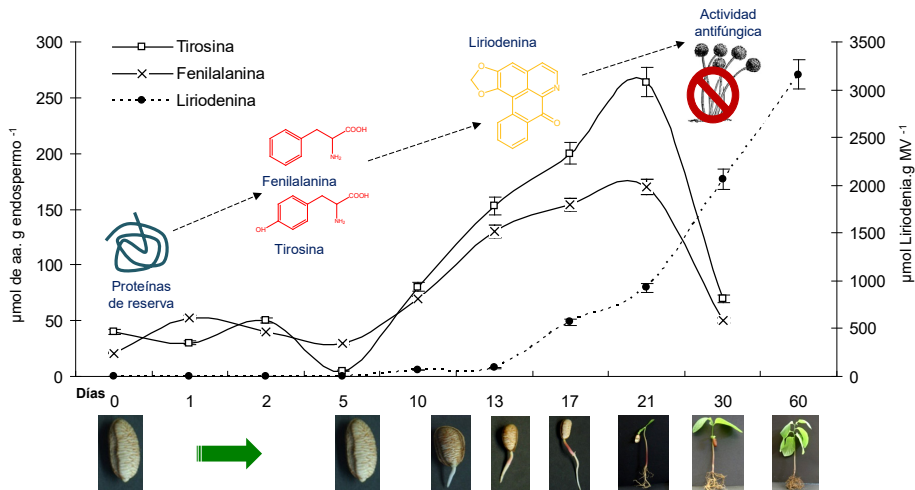 Actividad
antifúngica
Liriodenina
Tirosina
Fenilalanina
Liriodenina
300
250
200
150
100
50
0
µmol de aa. g endospermo -1
3500
3000
2500
2000
1500
1000
500
0
µmol Liriodenia.g MV -1
O
O
N
O
COOH
NH₂
Fenilalanina
COOH
NH₂
OH
Tirosina
Proteínas
de reserva
Días
0 1 2 5 10 13 17 21 30 60